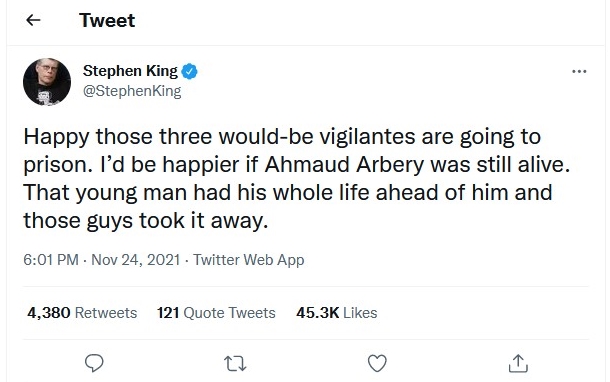 Tweet
Stephen King
@StephenKing
Happy those three would-be vigilantes are going to
prison. I'd be happier if Ahmaud Arbery was still alive.
That young man had his whole life ahead of him and
those guys took it away.
6:01 PM · Nov 24, 2021 · Twitter Web App
4,380 Retweets 121 Quote Tweets 45.3K Likes